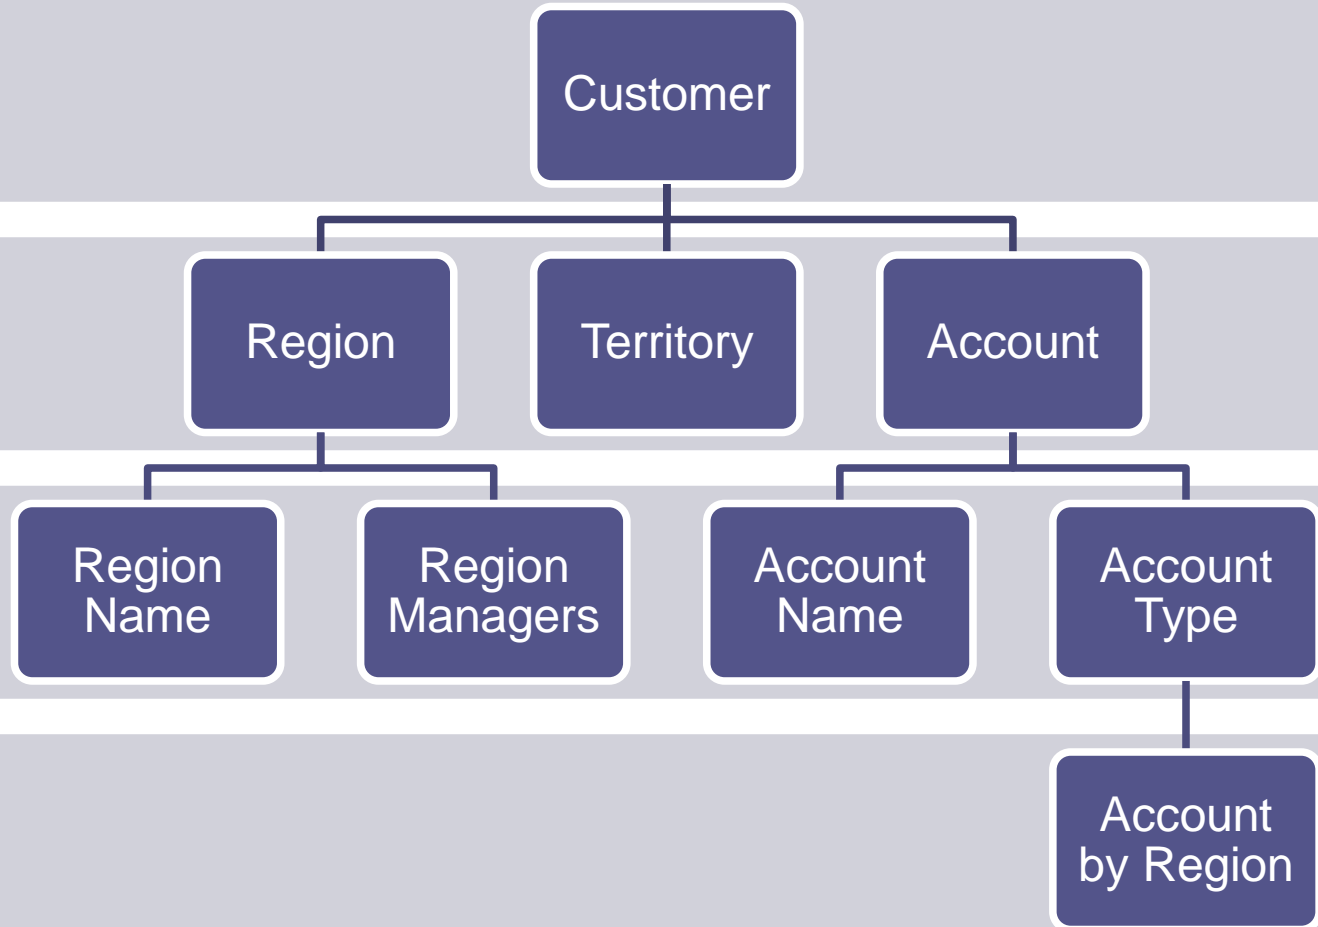 Customer
Region
Territory
Account
Region
Name
Region
Managers
Account
Name
Account
Type
Account
by Region